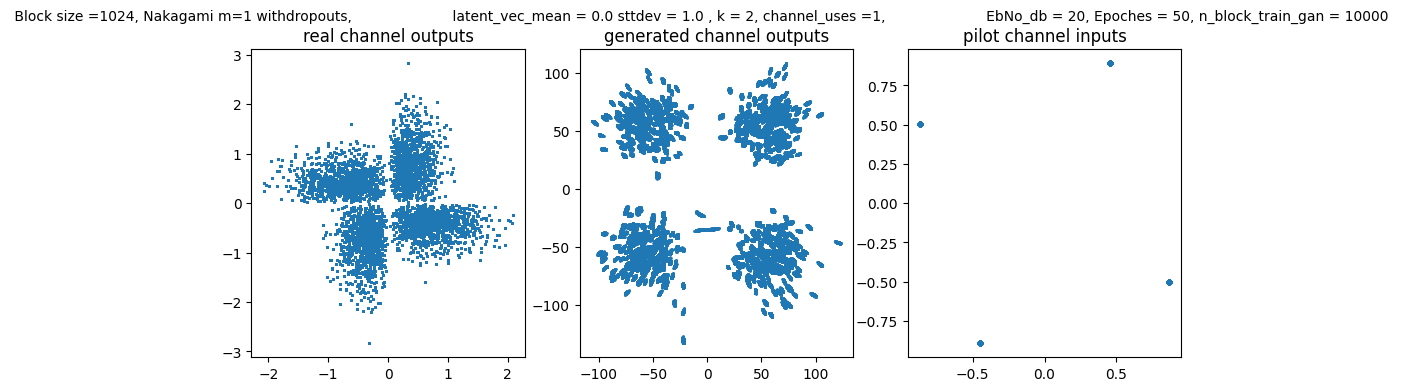 Block size =1024, Nakagami m=1 withdropouts, latent_vec_mean = 0.0 sttdev = 1.0 , k = 2, channel_uses =1, EbNo_db = 20, Epoches = 50, n_block_train_gan = 10000
real channel outputs
3
2
1
0
−1
−2
−3
−2 −1 0 1 2
generated channel outputs
100
50
0
−50
−100
−100 −50 0 50 100
pilot channel inputs
0.75
0.50
0.25
0.00
−0.25
−0.50
−0.75
−0.5 0.0 0.5